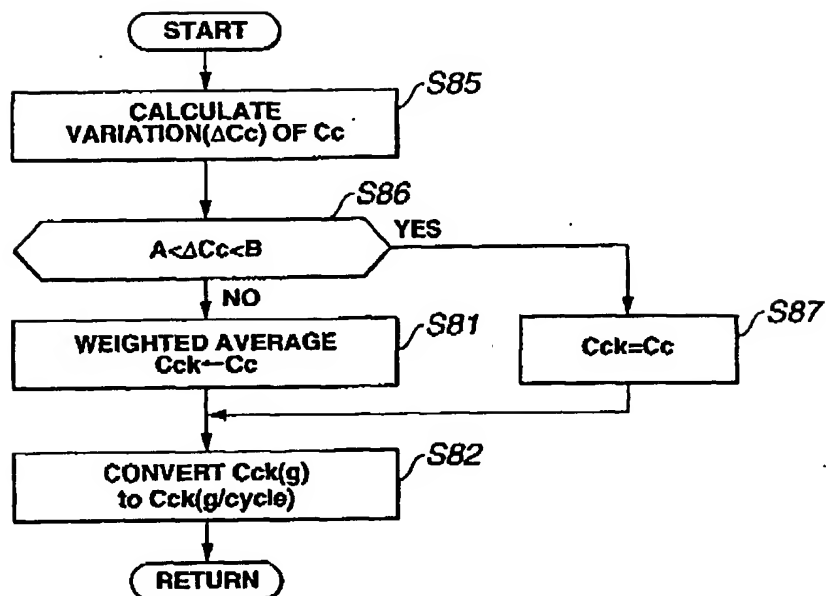 START
S85
CALCULATE
VARIATION(ΔCc) OF Cc
S86
A<ΔCc<B
YES
NO
S81
WEIGHTED AVERAGE
Cck←Cc
S87
Cck=Cc
S82
CONVERT Cck(g)
to Cck(g/cycle)
RETURN